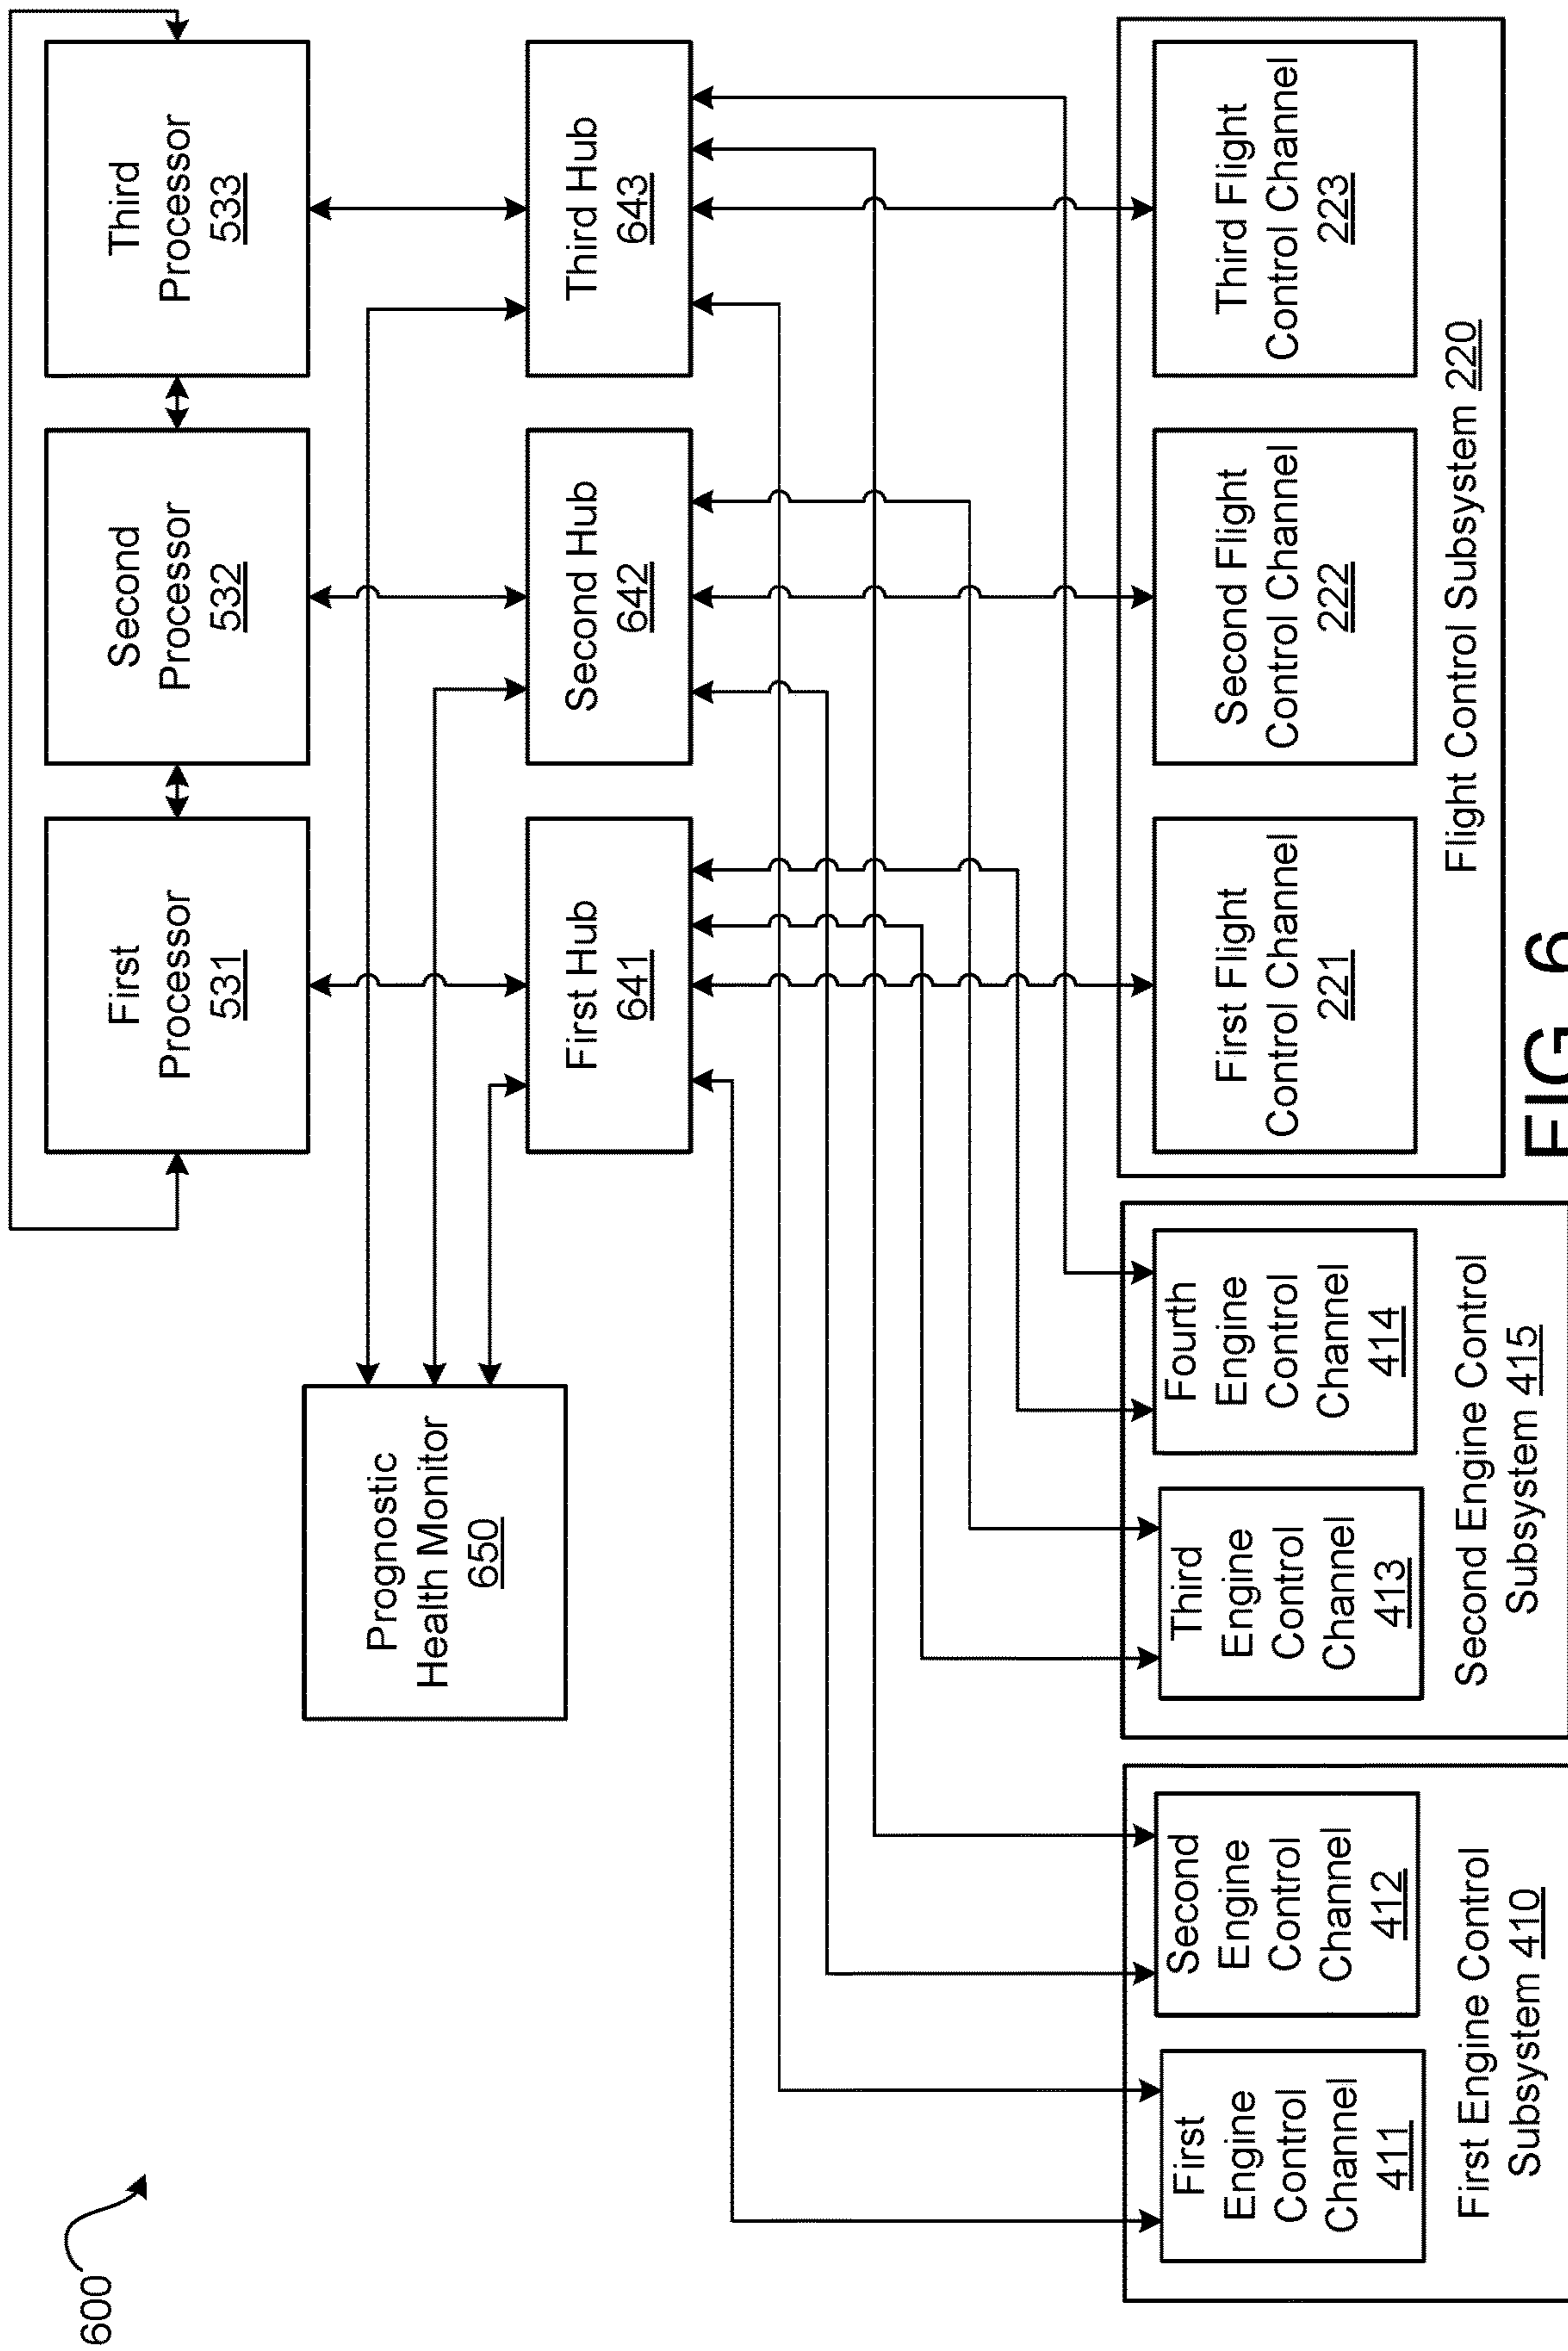 600
First
Processor
531
Second
Processor
532
Third
Processor
533
Prognostic
Health Monitor
650
First Hub
641
Second Hub
642
Third Hub
643
First
Engine
Control
Channel
411
Second
Engine
Control
Channel
412
First Engine Control
Subsystem 410
Third
Engine
Control
Channel
413
Fourth
Engine
Control
Channel
414
Second Engine Control
Subsystem 415
First Flight
Control Channel
221
Second Flight
Control Channel
222
Third Flight
Control Channel
223
Flight Control Subsystem 220
FIG. 6